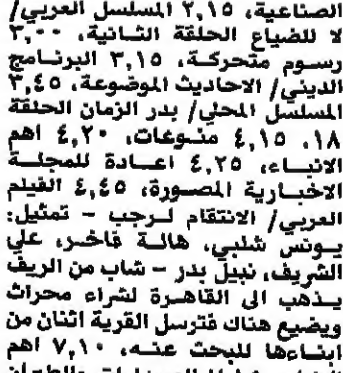 الصناعية، ٢,١٥ المسلسل العربي/
لا للضياع الحلقة الثانية، ٣,٠٠
رسوم متحركة، ٣,١٥ البرنامج
الديني/ الاحاديث الموضوعة، ٣,٤٥
المسلسل المحلي/ بدر الزمان الحلقة
١٨، ٤,١٥ منوعات، ٤,٢٠ اهم
الانباء، ٤,٢٥ اعادة للمجلة
الاخبارية المصورة، ٤,٤٥ الفيلم
العربي/ الانتقام لرجب - تمثيل:
يونس شلبي، هالة فاخر، علي
الشريف، نبيل بدر - شاب من الريف
يذهب الى القاهرة لشراء محراث
ويضيع هناك فترسل القرية اثنان من
ابناءها للبحث عنه، ٧,١٠ اهم